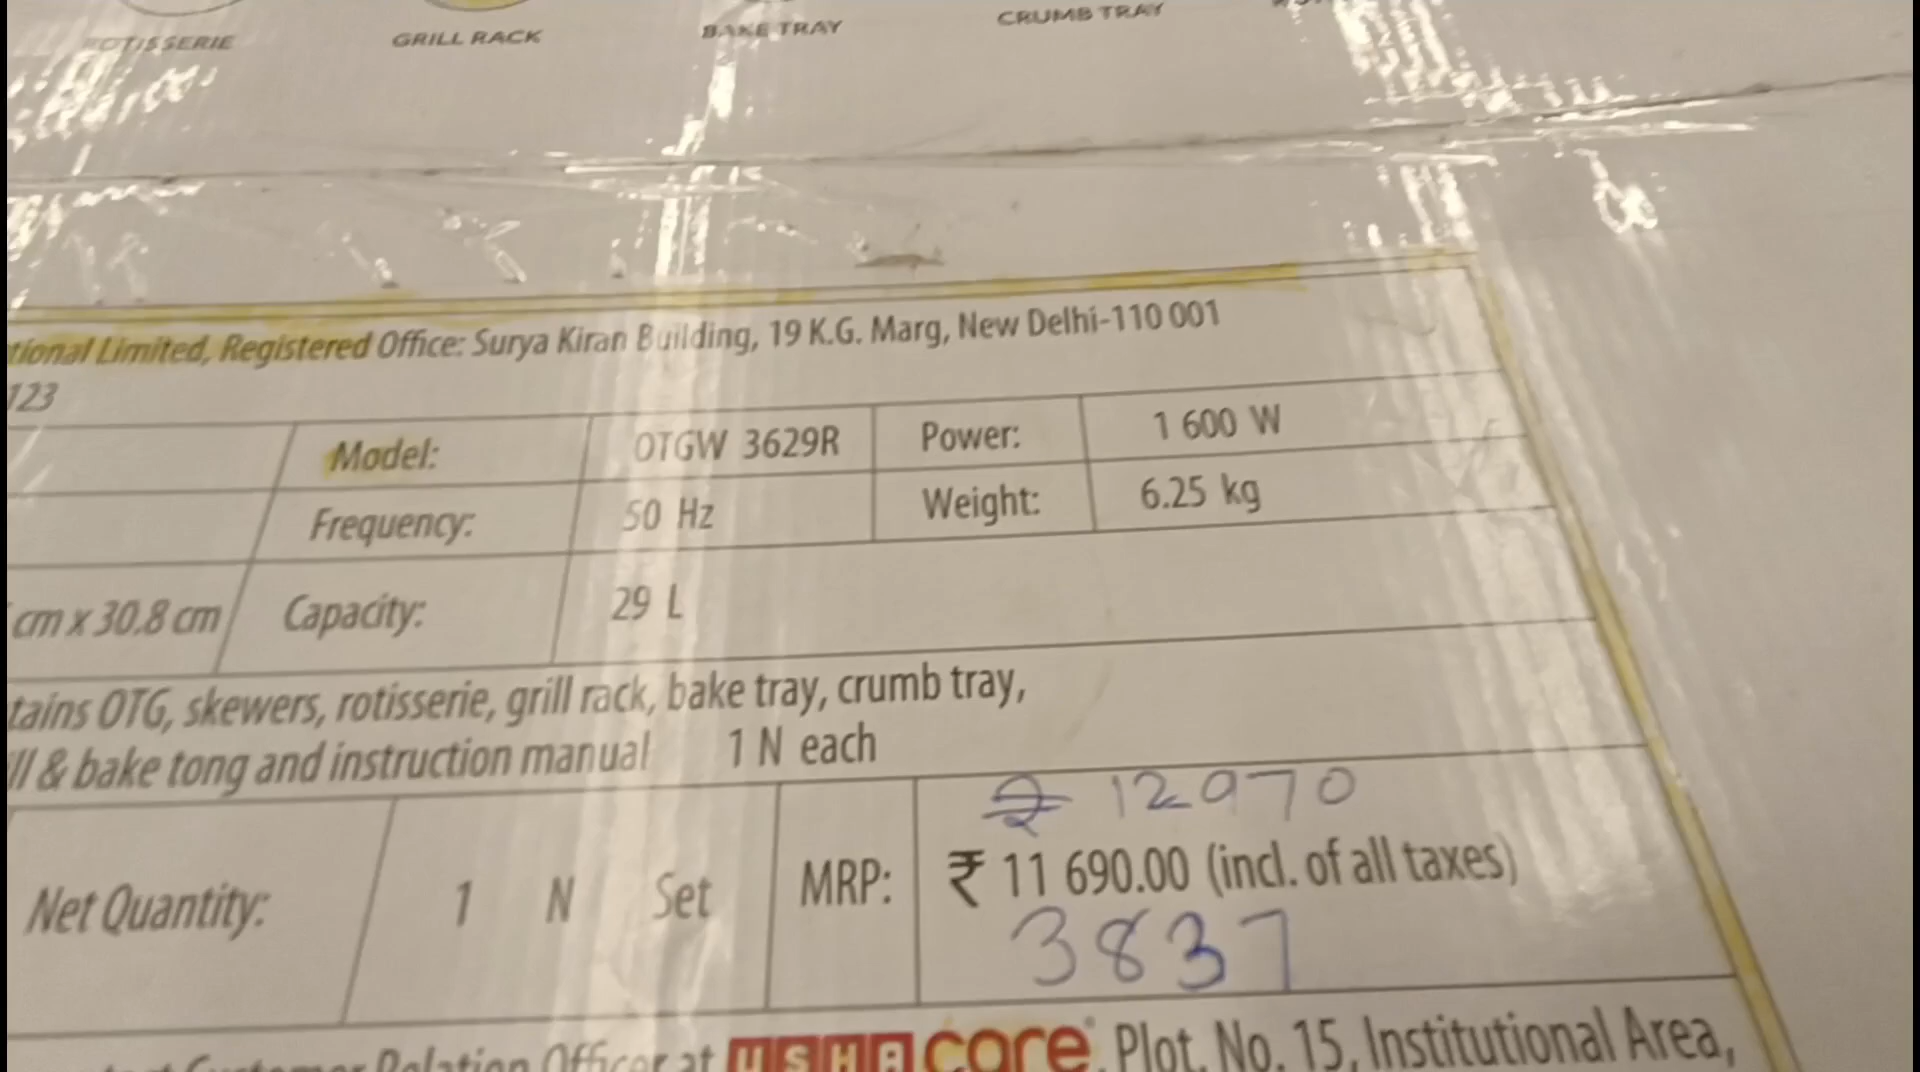 ROTISSERIE GRILL RACK BAKE TRAY CRUMB TRAY
tional Limited, Registered Office: Surya Kiran Building, 19 K.G. Marg, New Delhi-110 001
123
Model: OTGW 3629R Power: 1 600 W
Frequency: 50 Hz Weight: 6.25 kg
cm x 30.8 cm Capacity: 29 L
tains OTG, skewers, rotisserie, grill rack, bake tray, crumb tray,
ll & bake tong and instruction manual 1 N each
₹ 12970
Net Quantity: 1 N Set MRP: ₹ 11 690.00 (incl. of all taxes)
3837
Customer Relation Officer at USHA care, Plot. No. 15, Institutional Area,